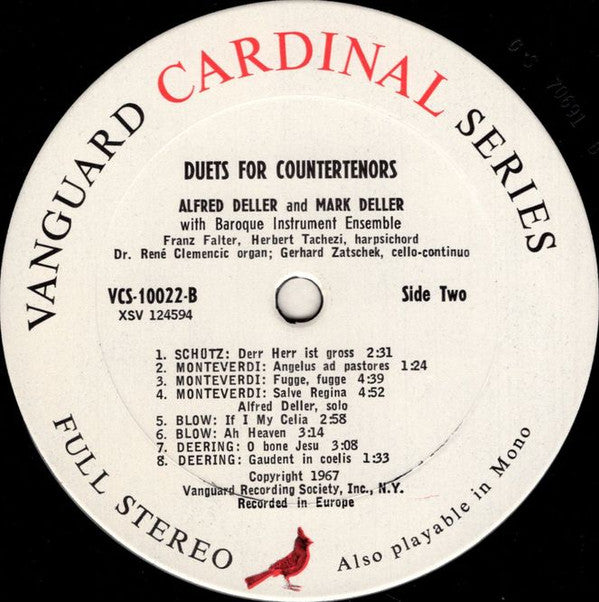 VANGUARD CARDINAL SERIES
DUETS FOR COUNTERTENORS
ALFRED DELLER and MARK DELLER
with Baroque Instrument Ensemble
Franz Falter, Herbert Tachezi, harpsichord
Dr. René Clemencic organ; Gerhard Zatschek, cello-continuo
VCS-10022-B
XSV 124594
Side Two
1. SCHÜTZ: Derr Herr ist gross 2:31
2. MONTEVERDI: Angelus ad pastores 1:24
3. MONTEVERDI: Fugge, fugge 4:39
4. MONTEVERDI: Salve Regina 4:52
Alfred Deller, solo
5. BLOW: If I My Celia 2:58
6. BLOW: Ah Heaven 3:14
7. DEERING: O bone Jesu 3:08
8. DEERING: Gaudent in coelis 1:33
Copyright 1967
Vanguard Recording Society, Inc., N.Y.
Recorded in Europe
FULL STEREO
Also playable in Mono